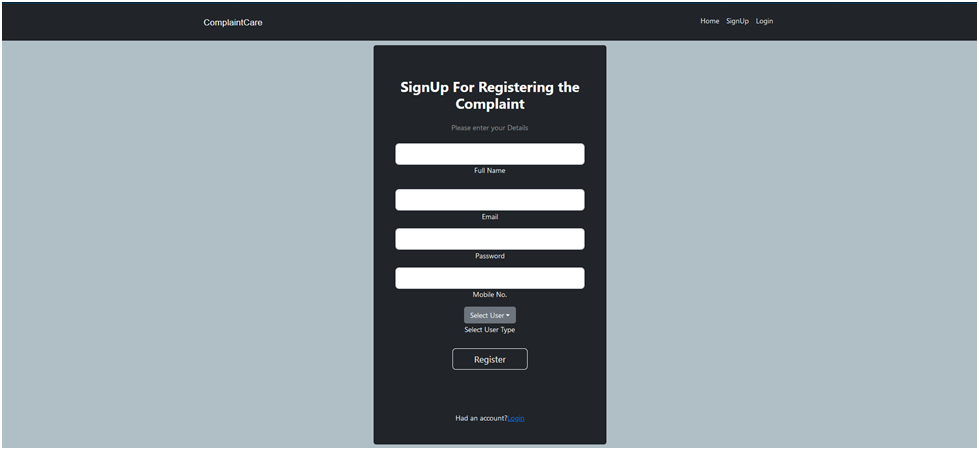 ComplaintCare
Home SignUp Login
SignUp For Registering the
Complaint
Please enter your Details
Full Name
Email
Password
Mobile No.
Select User
Select User Type
Register
Had an account?Login